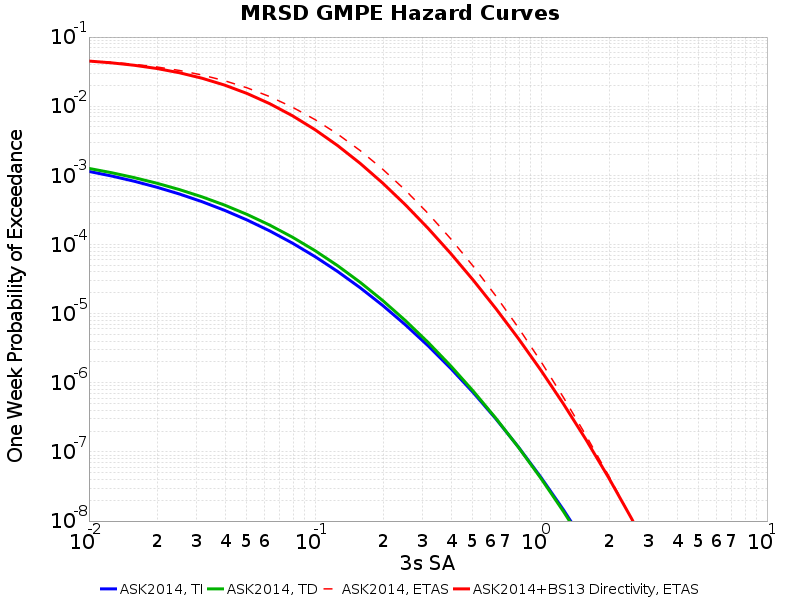 MRSD GMPE Hazard Curves
One Week Probability of Exceedance
10^-1
10^-2
10^-3
10^-4
10^-5
10^-6
10^-7
10^-8
10^-2 2 3 4 5 6 10^-1 2 3 4 5 6 7 10^0 2 3 4 5 6 7 10^1
3s SA
ASK2014, TI ASK2014, TD ASK2014, ETAS ASK2014+BS13 Directivity, ETAS